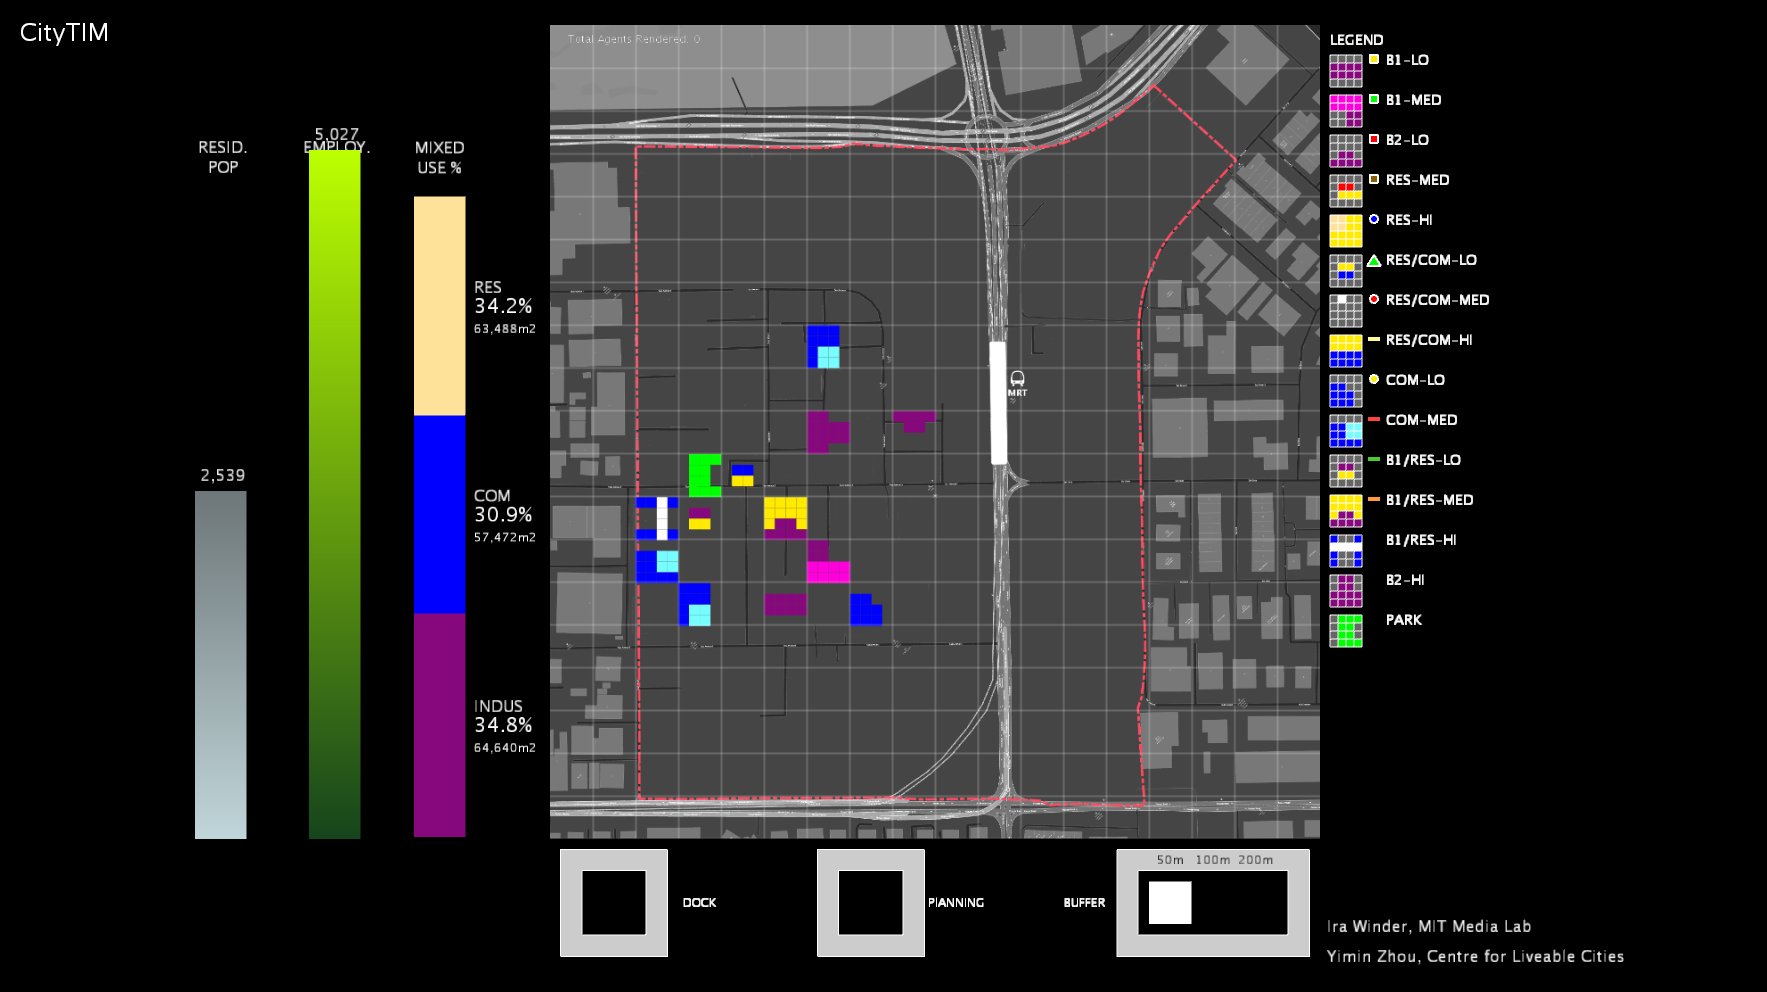 CityTIM
Total Agents Rendered: 0
RESID.
POP
5,027
EMPLOY.
MIXED
USE %
2,539
RES
34.2%
63,488m2
COM
30.9%
57,472m2
INDUS
34.8%
64,640m2
MRT
LEGEND
B1-LO
B1-MED
B2-LO
RES-MED
RES-HI
RES/COM-LO
RES/COM-MED
RES/COM-HI
COM-LO
COM-MED
B1/RES-LO
B1/RES-MED
B1/RES-HI
B2-HI
PARK
DOCK
PlANNING
BUFFER
50m 100m 200m
Ira Winder, MIT Media Lab
Yimin Zhou, Centre for Liveable Cities